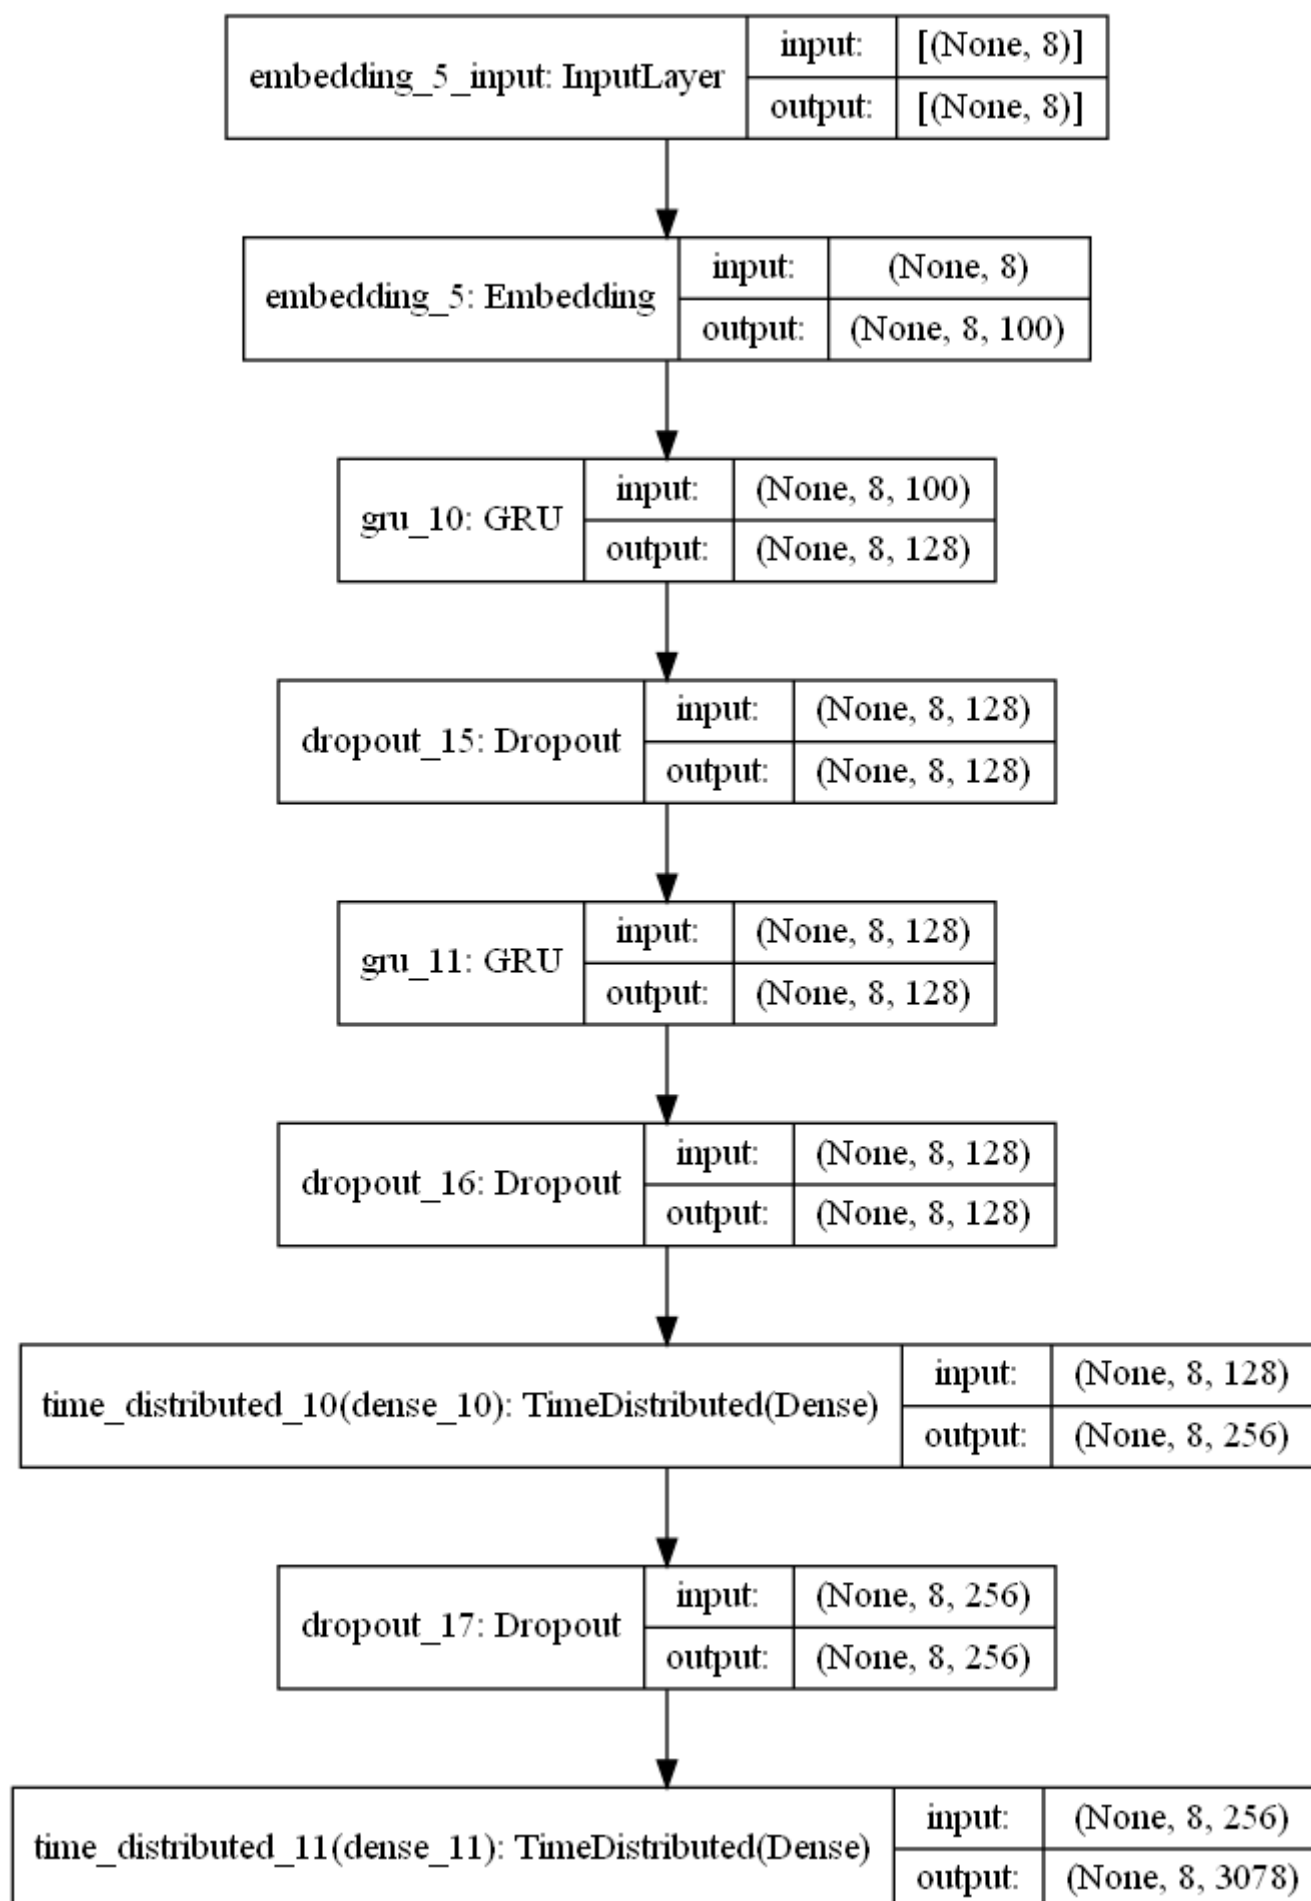 embedding_5_input: InputLayer
input: [(None, 8)]
output: [(None, 8)]
embedding_5: Embedding
input: (None, 8)
output: (None, 8, 100)
gru_10: GRU
input: (None, 8, 100)
output: (None, 8, 128)
dropout_15: Dropout
input: (None, 8, 128)
output: (None, 8, 128)
gru_11: GRU
input: (None, 8, 128)
output: (None, 8, 128)
dropout_16: Dropout
input: (None, 8, 128)
output: (None, 8, 128)
time_distributed_10(dense_10): TimeDistributed(Dense)
input: (None, 8, 128)
output: (None, 8, 256)
dropout_17: Dropout
input: (None, 8, 256)
output: (None, 8, 256)
time_distributed_11(dense_11): TimeDistributed(Dense)
input: (None, 8, 256)
output: (None, 8, 3078)